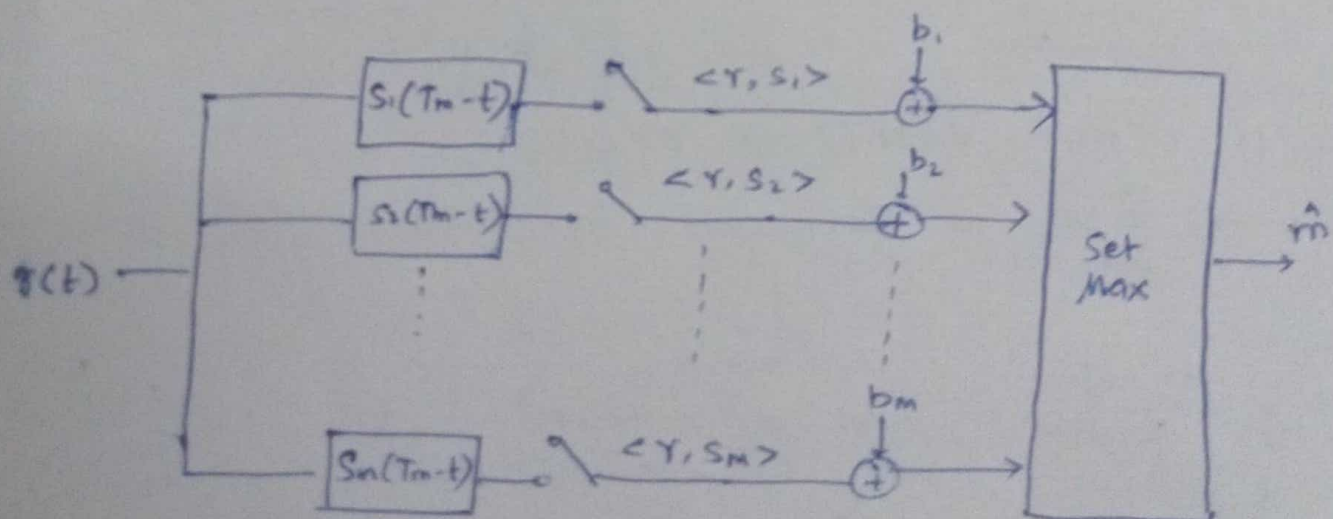 b₁
S₁(Tm-t) <r, s₁>
b₂
S₂(Tm-t) <r, s₂>
r(t)
Set
Max
m̂
bm
Sm(Tm-t) <r, sm>